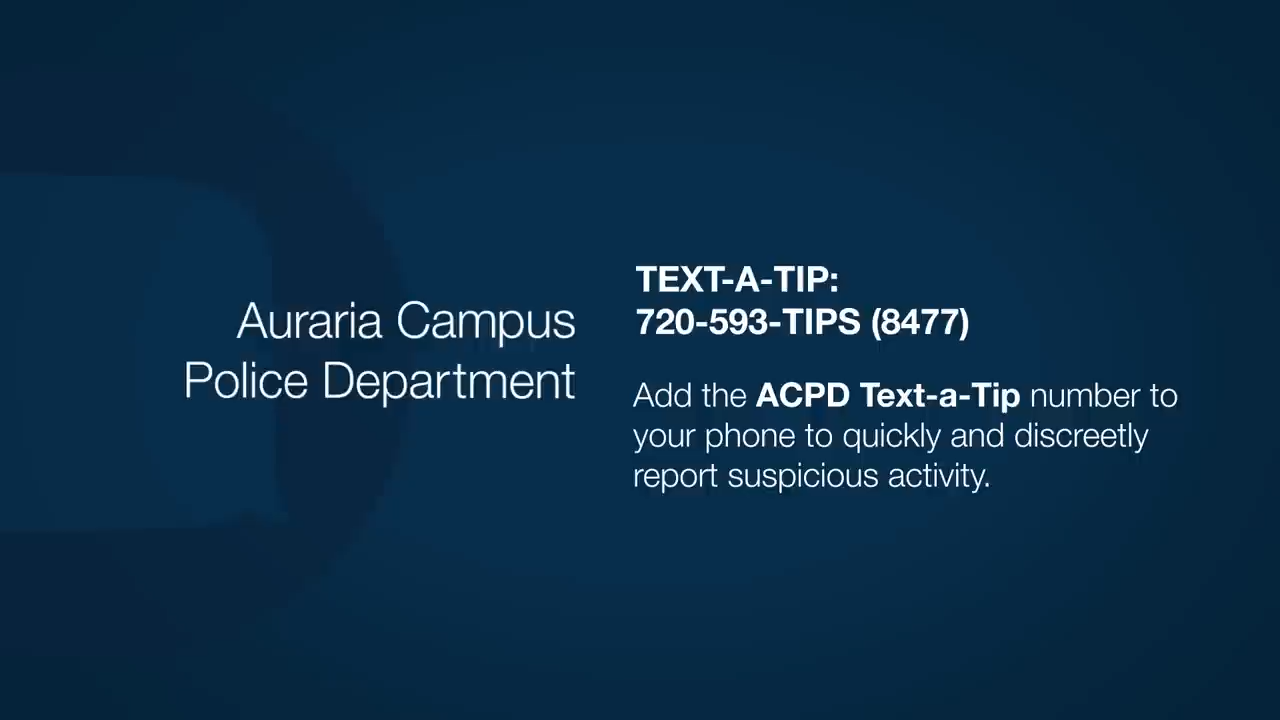 Auraria Campus
Police Department
TEXT-A-TIP:
720-593-TIPS (8477)
Add the ACPD Text-a-Tip number to
your phone to quickly and discreetly
report suspicious activity.